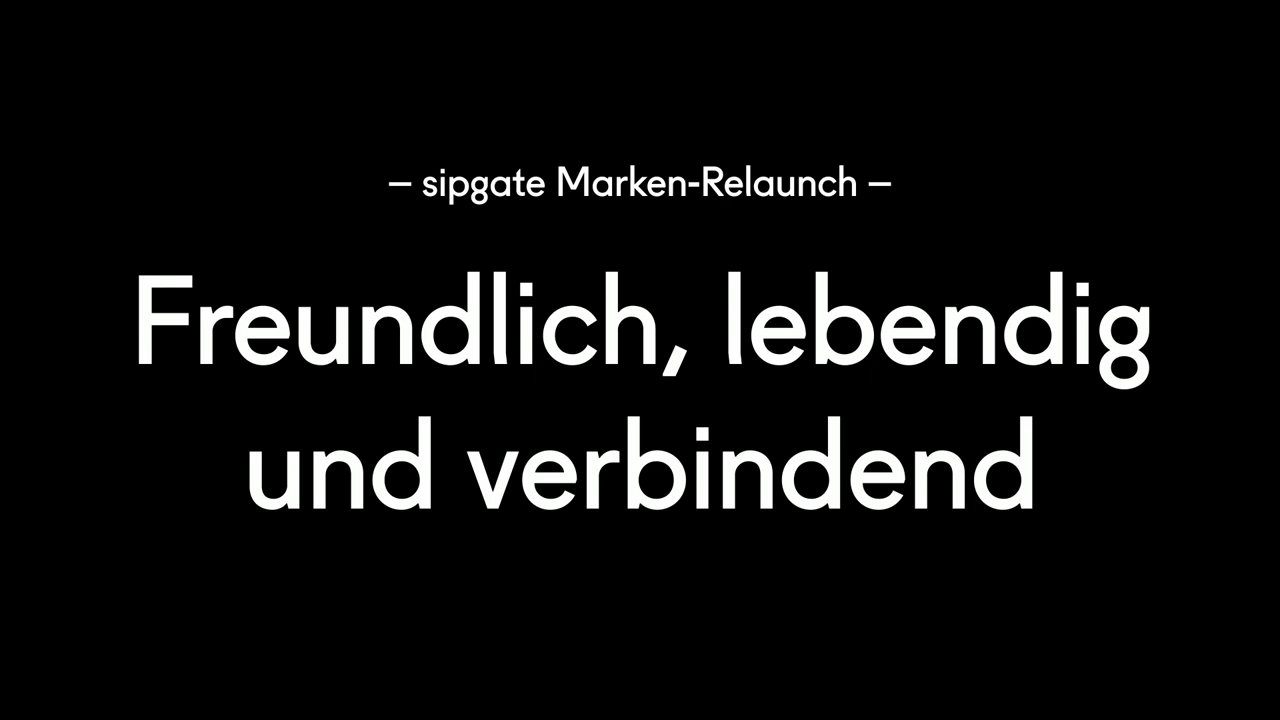 – sipgate Marken-Relaunch –
Freundlich, lebendig
und verbindend